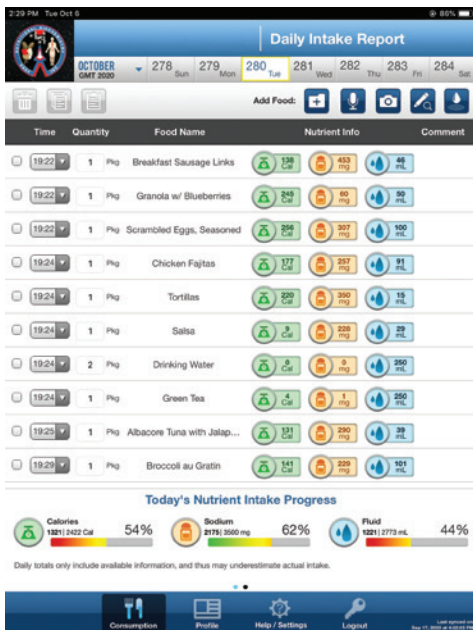 2:29 PM Tue Oct 6 86%
Daily Intake Report
OCTOBER
GMT 2020
278 Sun 279 Mon 280 Tue 281 Wed 282 Thu 283 Fri 284 Sat
Add Food:
Time Quantity Food Name Nutrient Info Comment
19:22 1 Pkg Breakfast Sausage Links 138 Cal 453 mg 46 mL
19:22 1 Pkg Granola w/ Blueberries 245 Cal 60 mg 50 mL
19:22 1 Pkg Scrambled Eggs, Seasoned 256 Cal 307 mg 100 mL
19:24 1 Pkg Chicken Fajitas 177 Cal 257 mg 91 mL
19:24 1 Pkg Tortillas 220 Cal 350 mg 15 mL
19:24 1 Pkg Salsa 9 Cal 228 mg 29 mL
19:24 2 Pkg Drinking Water 0 Cal 0 mg 250 mL
19:24 1 Pkg Green Tea 4 Cal 1 mg 250 mL
19:25 1 Pkg Albacore Tuna with Jalap... 131 Cal 290 mg 39 mL
19:29 1 Pkg Broccoli au Gratin 141 Cal 229 mg 101 mL
Today's Nutrient Intake Progress
Calories
1321 | 2422 Cal 54%
Sodium
2175 | 3500 mg 62%
Fluid
1221 | 2773 mL 44%
Daily totals only include available information, and thus may underestimate actual intake.
Consumption Profile Help / Settings Logout
Last synced on